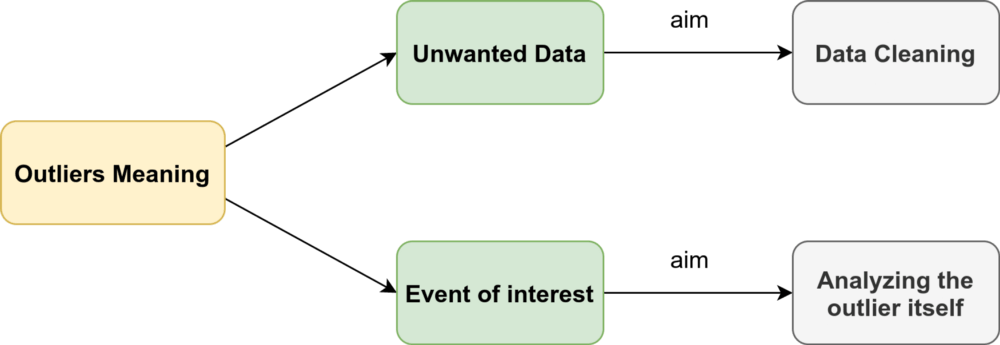 Outliers Meaning
Unwanted Data
aim
Data Cleaning
Event of interest
aim
Analyzing the
outlier itself